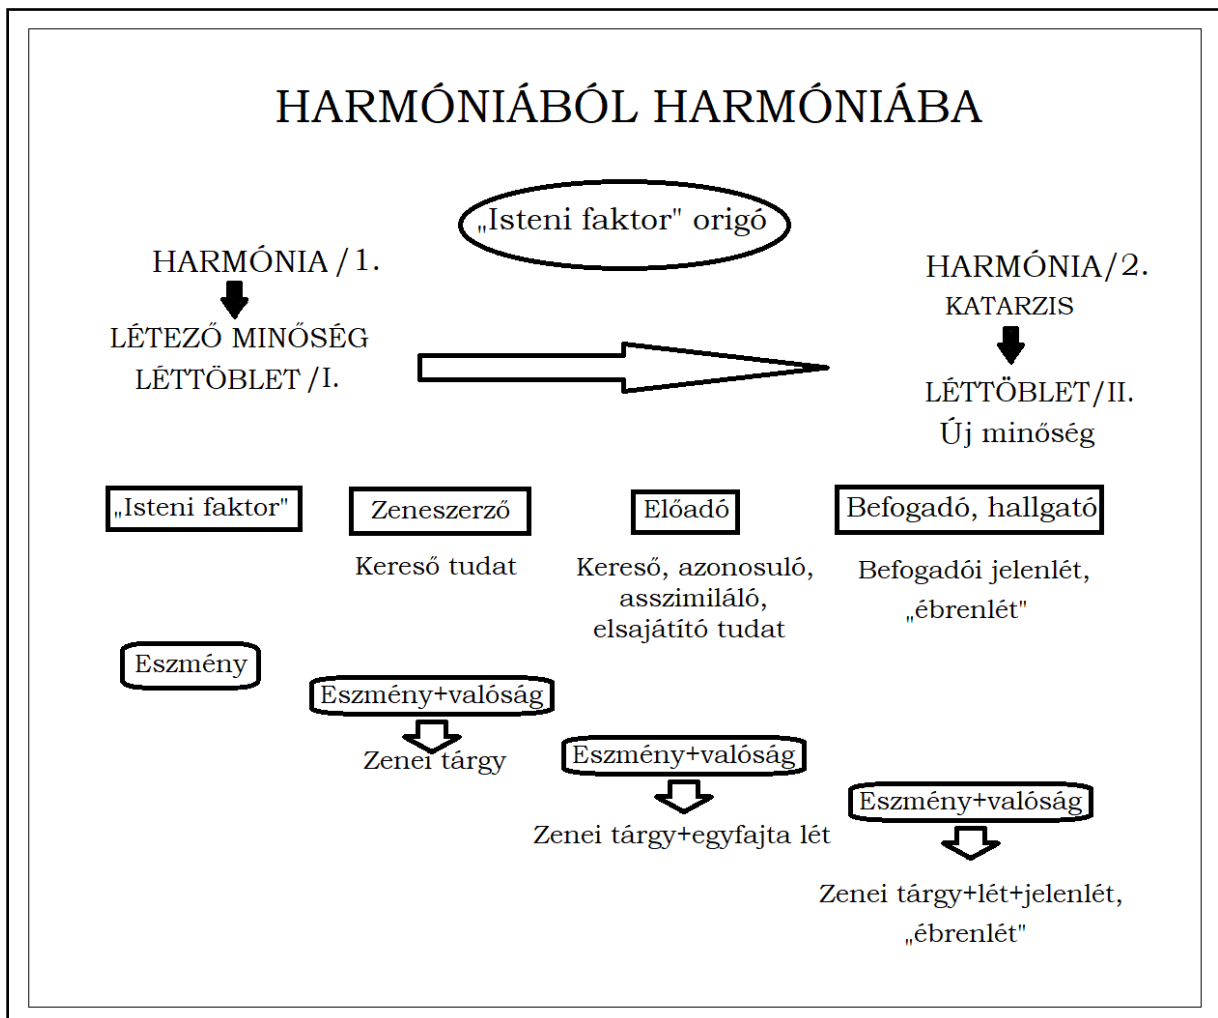 HARMÓNIÁBÓL HARMÓNIÁBA
„Isteni faktor" origó
HARMÓNIA /1.
LÉTEZŐ MINŐSÉG
LÉTTÖBLET /I.
HARMÓNIA/2.
KATARZIS
LÉTTÖBLET/II.
Új minőség
„Isteni faktor"
Zeneszerző
Előadó
Befogadó, hallgató
Kereső tudat
Kereső, azonosuló,
asszimiláló,
elsajátító tudat
Befogadói jelenlét,
„ébrenlét"
Eszmény
Eszmény+valóság
Zenei tárgy
Eszmény+valóság
Zenei tárgy+egyfajta lét
Eszmény+valóság
Zenei tárgy+lét+jelenlét,
„ébrenlét"